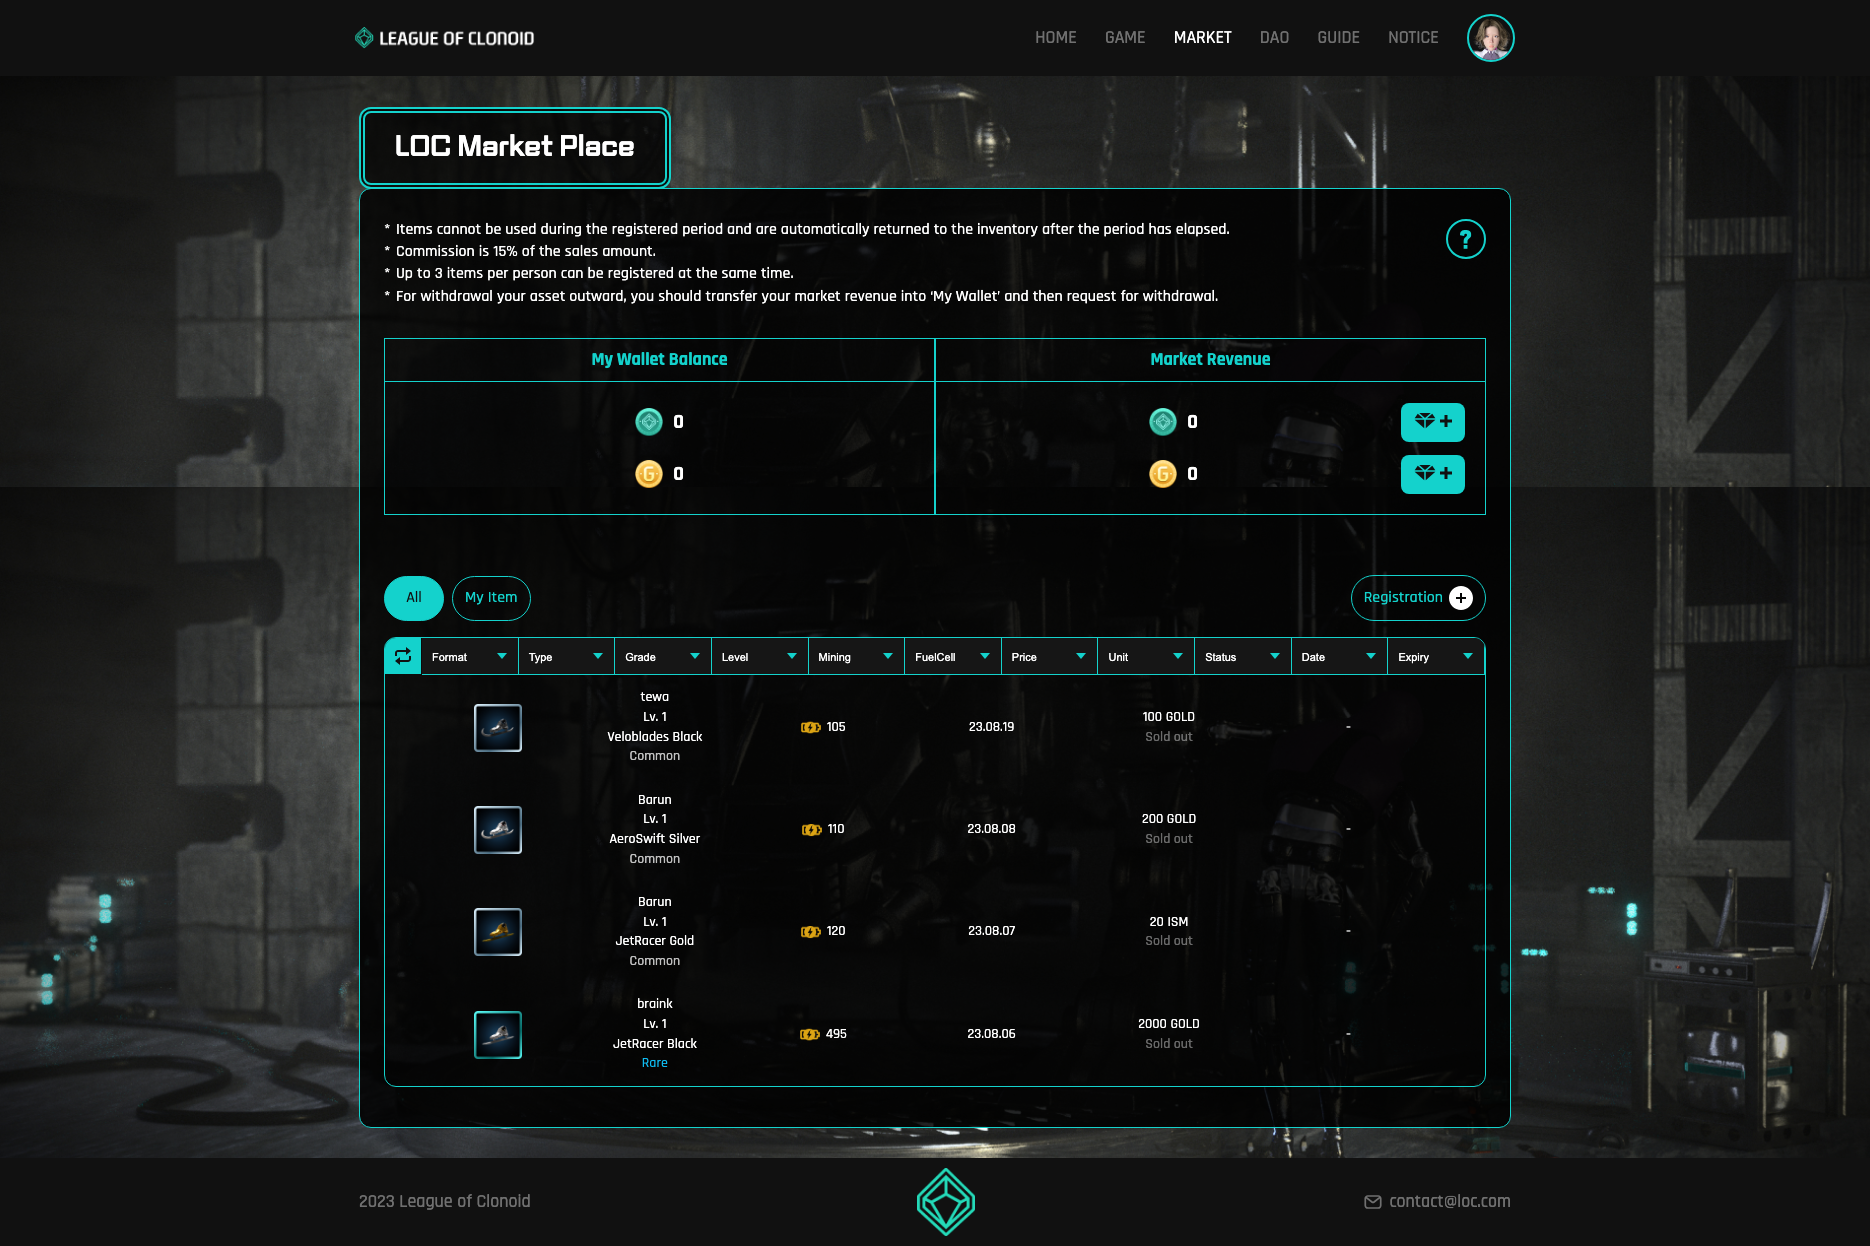 LEAGUE OF CLONOID
HOME GAME MARKET DAO GUIDE NOTICE
LOC Market Place
* Items cannot be used during the registered period and are automatically returned to the inventory after the period has elapsed.
* Commission is 15% of the sales amount.
* Up to 3 items per person can be registered at the same time.
* For withdrawal your asset outward, you should transfer your market revenue into ‘My Wallet’ and then request for withdrawal.
?
My Wallet Balance Market Revenue
0 0
G 0 G 0
All My Item Registration
Format Type Grade Level Mining FuelCell Price Unit Status Date Expiry
tewa
Lv. 1
Veloblades Black
Common
105
23.08.19
100 GOLD
Sold out
-
Barun
Lv. 1
AeroSwift Silver
Common
110
23.08.08
200 GOLD
Sold out
-
Barun
Lv. 1
JetRacer Gold
Common
120
23.08.07
20 ISM
Sold out
-
braink
Lv. 1
JetRacer Black
Rare
495
23.08.06
2000 GOLD
Sold out
-
2023 League of Clonoid
contact@loc.com